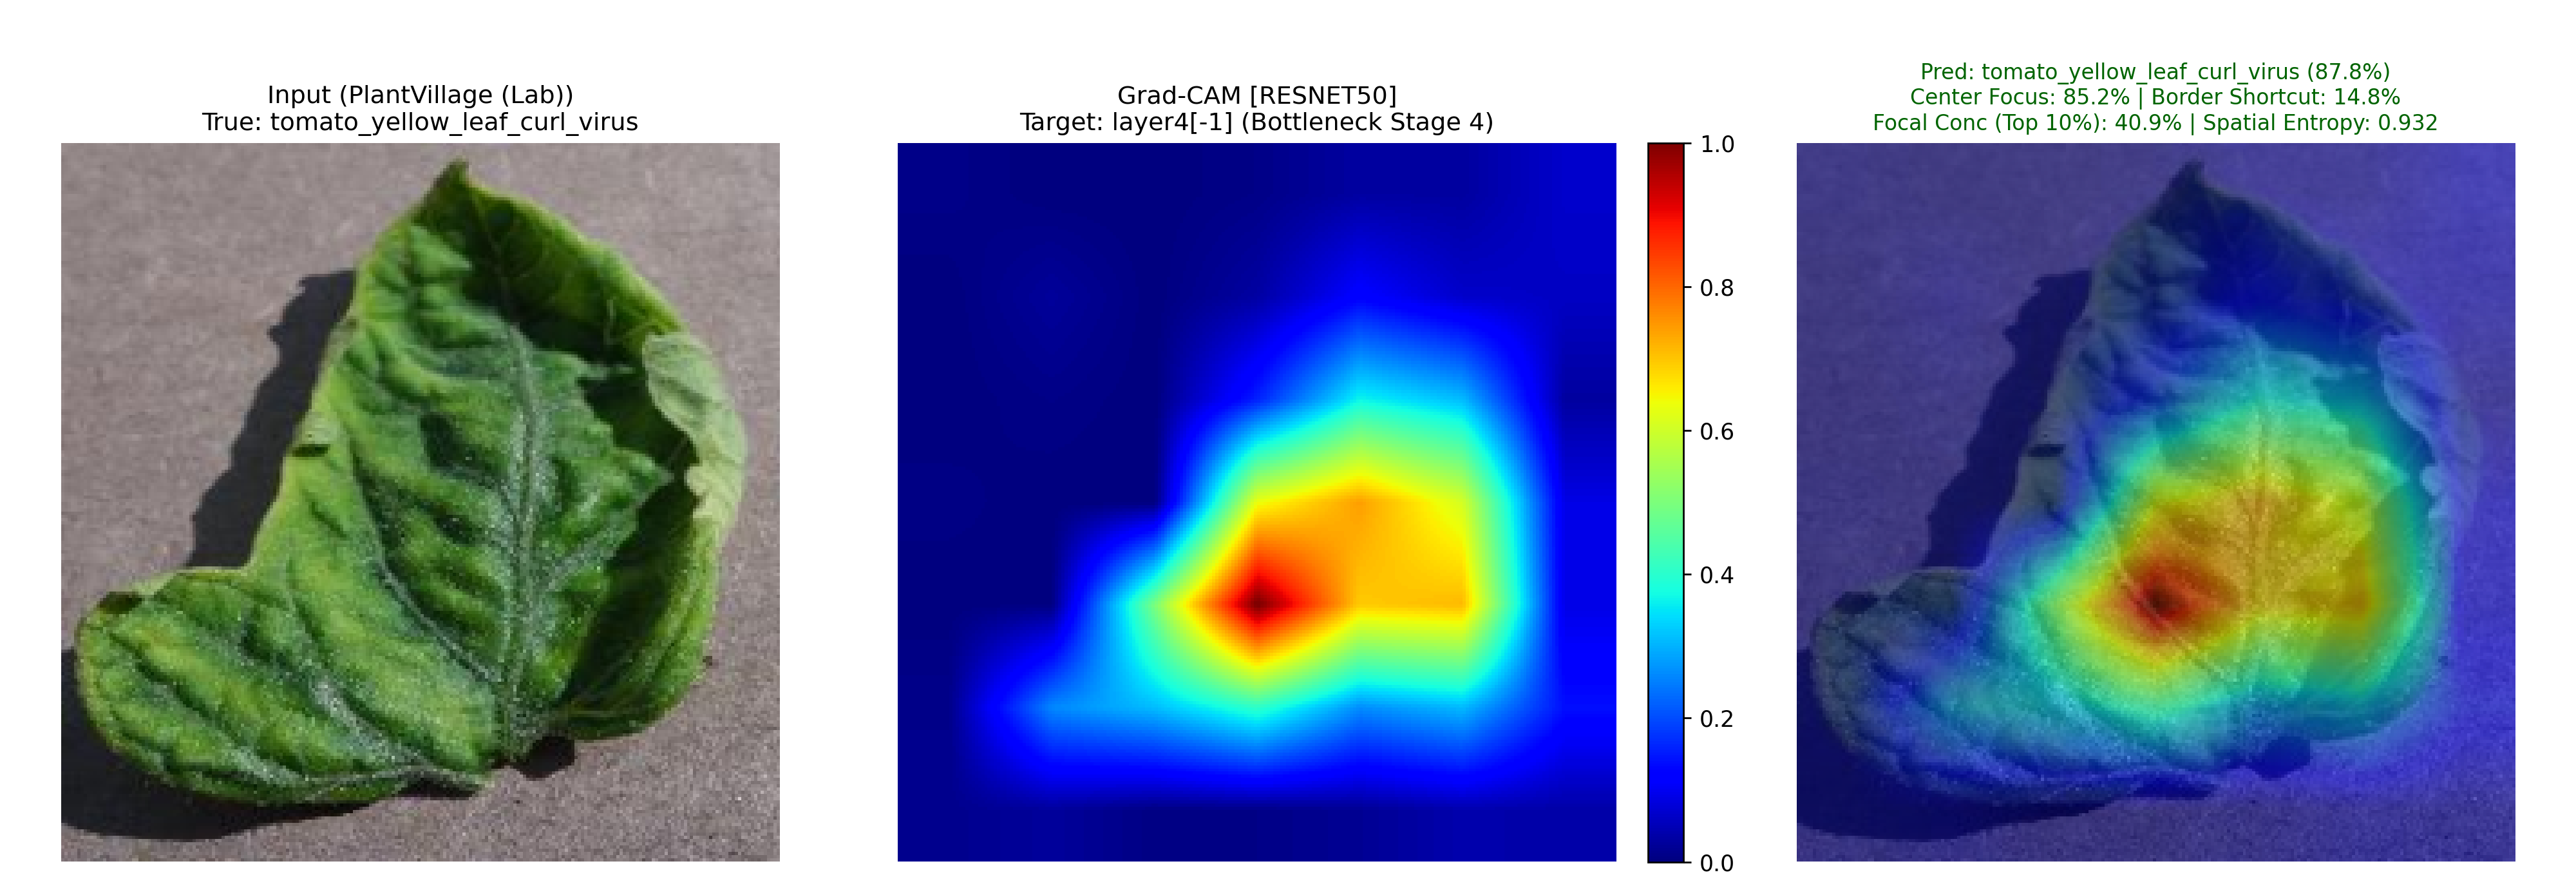 Input (PlantVillage (Lab))
True: tomato_yellow_leaf_curl_virus
Grad-CAM [RESNET50]
Target: layer4[-1] (Bottleneck Stage 4)
1.0
0.8
0.6
0.4
0.2
0.0
Pred: tomato_yellow_leaf_curl_virus (87.8%)
Center Focus: 85.2% | Border Shortcut: 14.8%
Focal Conc (Top 10%): 40.9% | Spatial Entropy: 0.932